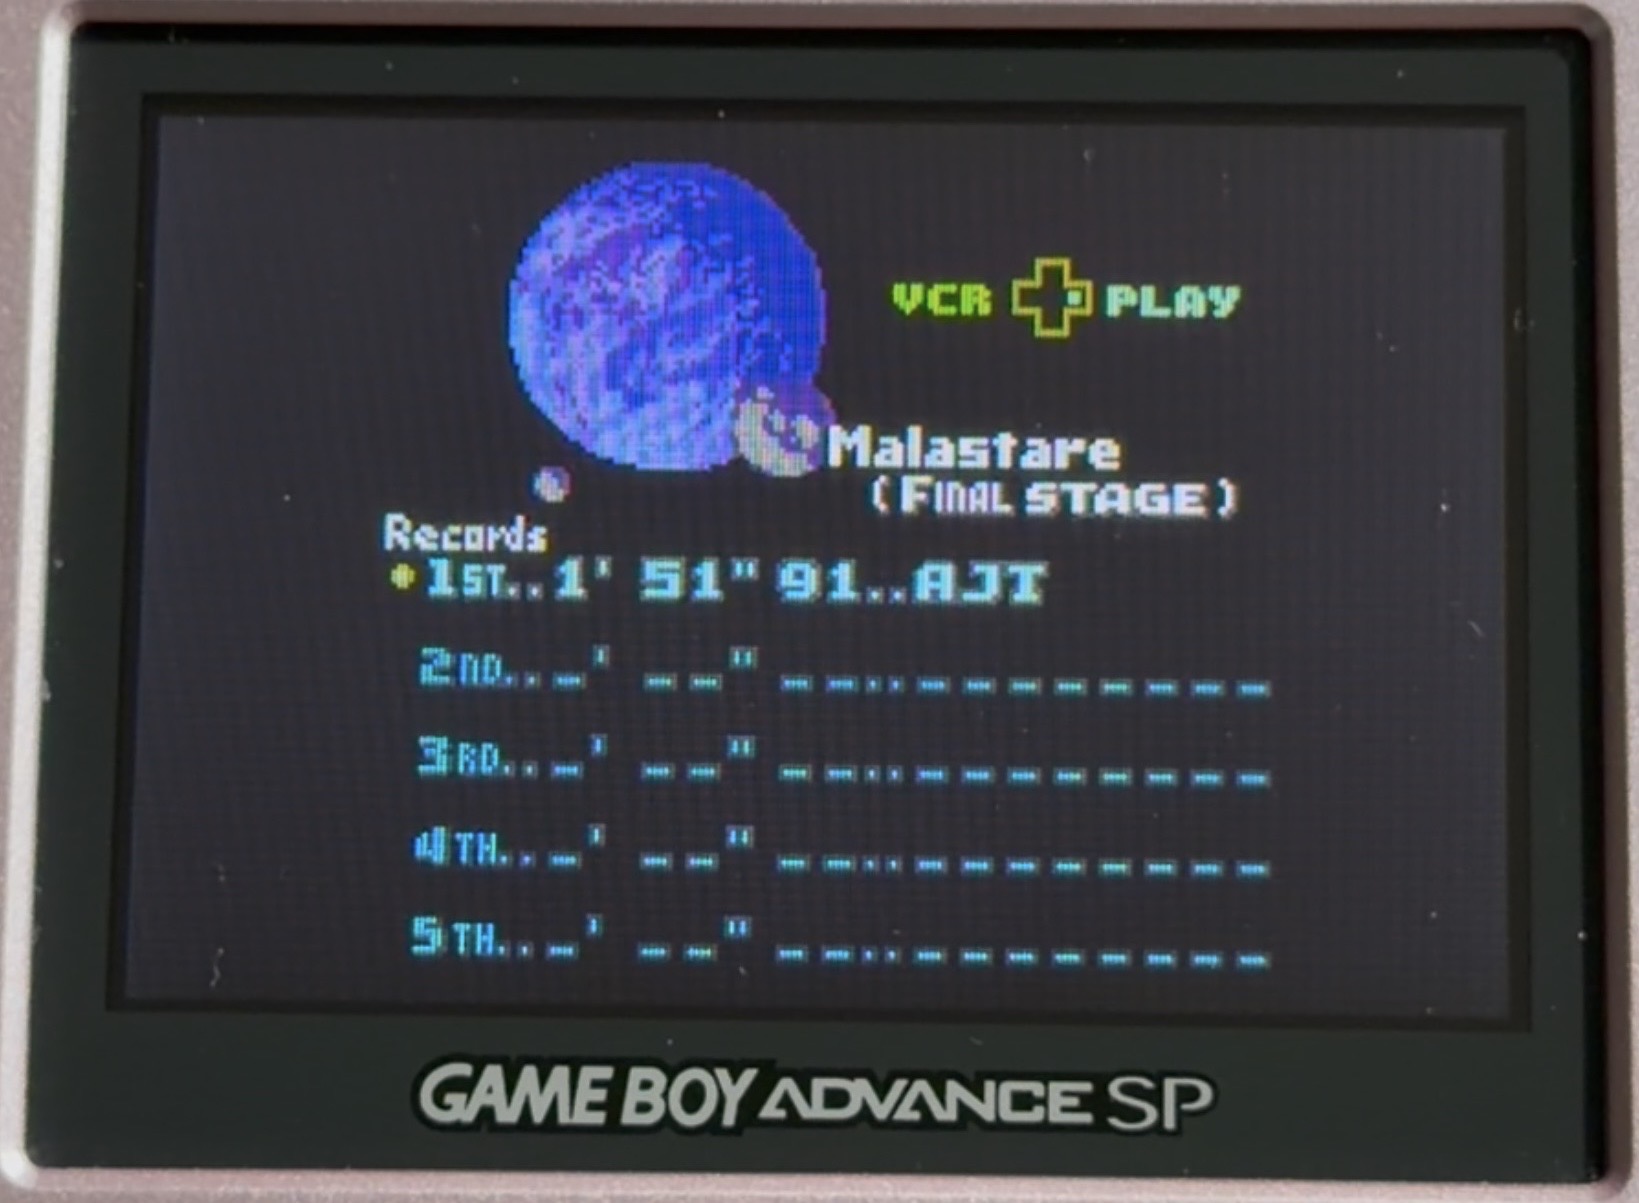 VCR PLAY
Malastare
(FINAL STAGE)
Records
1ST..1' 51" 91..AJT
2ND.._' _ _" _ _.._ _ _ _ _ _ _ _
3RD.._' _ _" _ _.._ _ _ _ _ _ _ _
4TH.._' _ _" _ _.._ _ _ _ _ _ _ _
5TH.._' _ _" _ _.._ _ _ _ _ _ _ _
GAME BOY ADVANCE SP